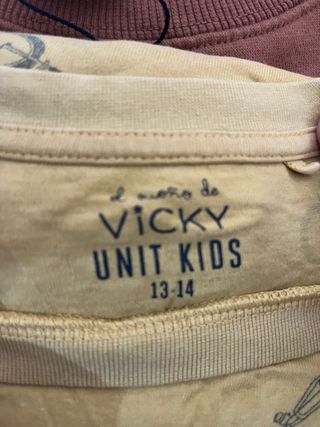 el sueño de
ViCKY
UNIT KIDS
13-14